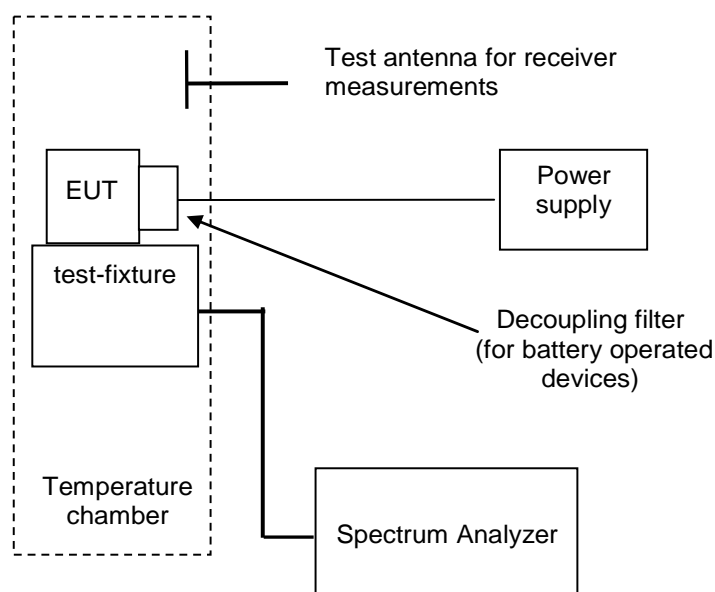 Test antenna for receiver
measurements
EUT
Power
supply
test-fixture
Decoupling filter
(for battery operated
devices)
Temperature
chamber
Spectrum Analyzer